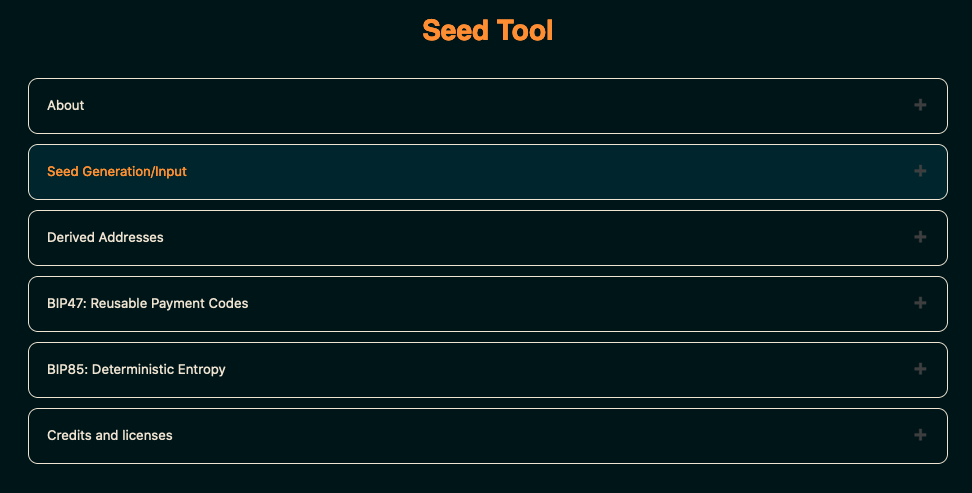 Seed Tool
About
Seed Generation/Input
Derived Addresses
BIP47: Reusable Payment Codes
BIP85: Deterministic Entropy
Credits and licenses